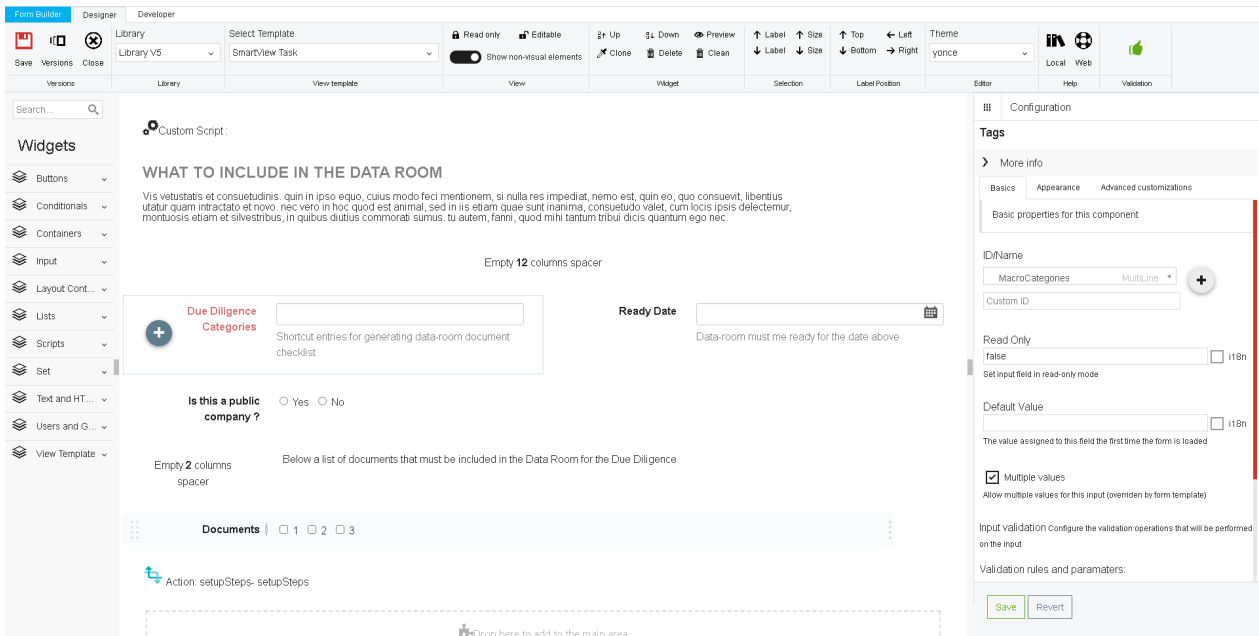 Form Builder Designer Developer
Library Select Template Read only Editable Up Down Preview Label Size Top Left Theme
Library V5 SmartView Task Show non-visual elements Clone Delete Clean Label Size Bottom Right yonce
Save Versions Close Local Web
Versions Library View template View Widget Selection Label Position Editor Help Validation
Search...
Widgets
Buttons
Conditionals
Containers
Input
Layout Cont...
Lists
Scripts
Set
Text and HT...
Users and G...
View Template
Custom Script :
WHAT TO INCLUDE IN THE DATA ROOM
Vis vetustatis et consuetudinis. quin in ipso equo, cuius modo feci mentionem, si nulla res impediat, nemo est, quin eo, quo consuevit, libentius
utatur quam intractato et novo. nec vero in hoc quod est animal, sed in iis etiam quae sunt inanima, consuetudo valet, cum locis ipsis delectemur,
montuosis etiam et silvestribus, in quibus diutius commorati sumus. tu autem, fanni, quod mihi tantum tribui dicis quantum ego nec.
Empty 12 columns spacer
Due Diligence
Categories
Shortcut entries for generating data-room document
checklist
Ready Date
Data-room must me ready for the date above
Is this a public
company ?
Yes No
Empty 2 columns
spacer
Below a list of documents that must be included in the Data Room for the Due Diligence
Documents 1 2 3
Action: setupSteps- setupSteps
Drop here to add to the main area
Configuration
Tags
More info
Basics Appearance Advanced customizations
Basic properties for this component
ID/Name
MacroCategories MultiLine
Custom ID
Read Only
false i18n
Set input field in read-only mode
Default Value
i18n
The value assigned to this field the first time the form is loaded
Multiple values
Allow multiple values for this input (overriden by form template)
Input validation Configure the validation operations that will be performed
on the input
Validation rules and paramaters:
Save Revert